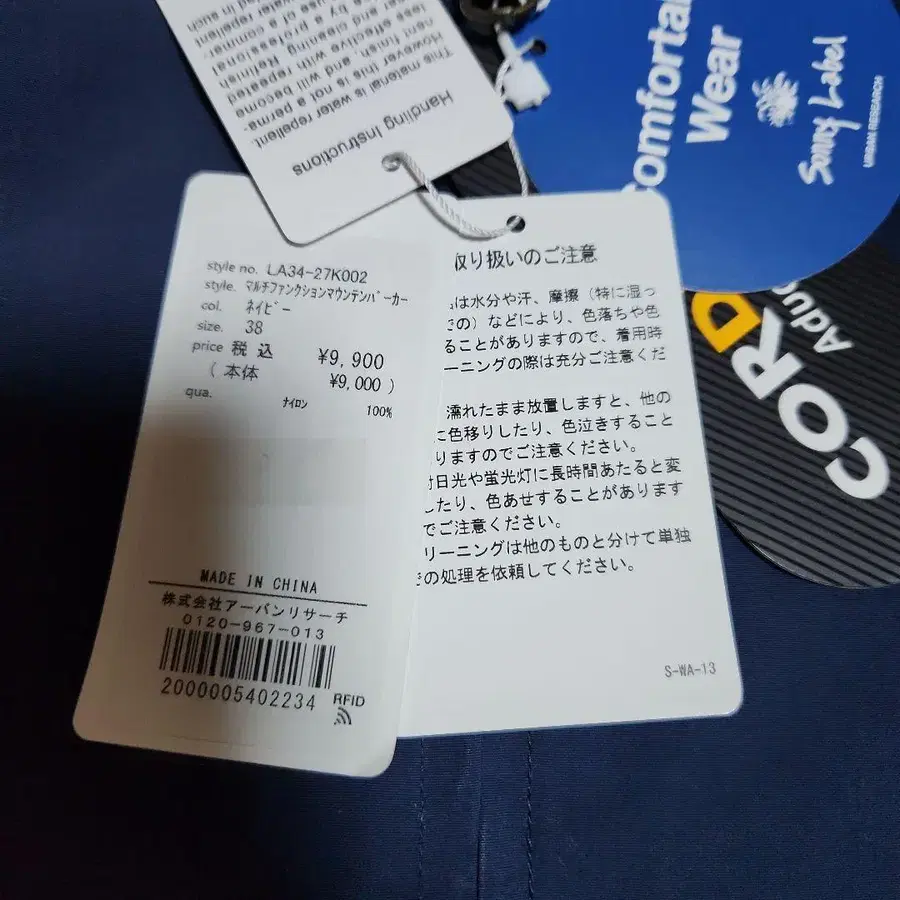 Handling Instructions
This material is water repellent.
However this is not a perma-
nent finish, and will become
less effective with repeated
wear and cleaning. Refinish
Comforta
Wear
Sonny Label
URBAN RESEARCH
CORD
style no. LA34-27K002
style. マルチファンクションマウンテンパーカー
col. ネイビー
size. 38
price 税込 ¥9,900
(本体 ¥9,000)
qua.
ナイロン 100%
MADE IN CHINA
株式会社アーバンリサーチ
0120-967-013
2000005402234
RFID
取り扱いのご注意
は水分や汗、摩擦(特に湿っ
の)などにより、色落ちや色
ることがありますので、着用時
ーニングの際は充分ご注意くだ
濡れたまま放置しますと、他の
に色移りしたり、色泣きすること
りますのでご注意ください。
日光や蛍光灯に長時間あたると変
したり、色あせすることがあります
でご注意ください。
リーニングは他のものと分けて単独
の処理を依頼してください。
S-WA-13